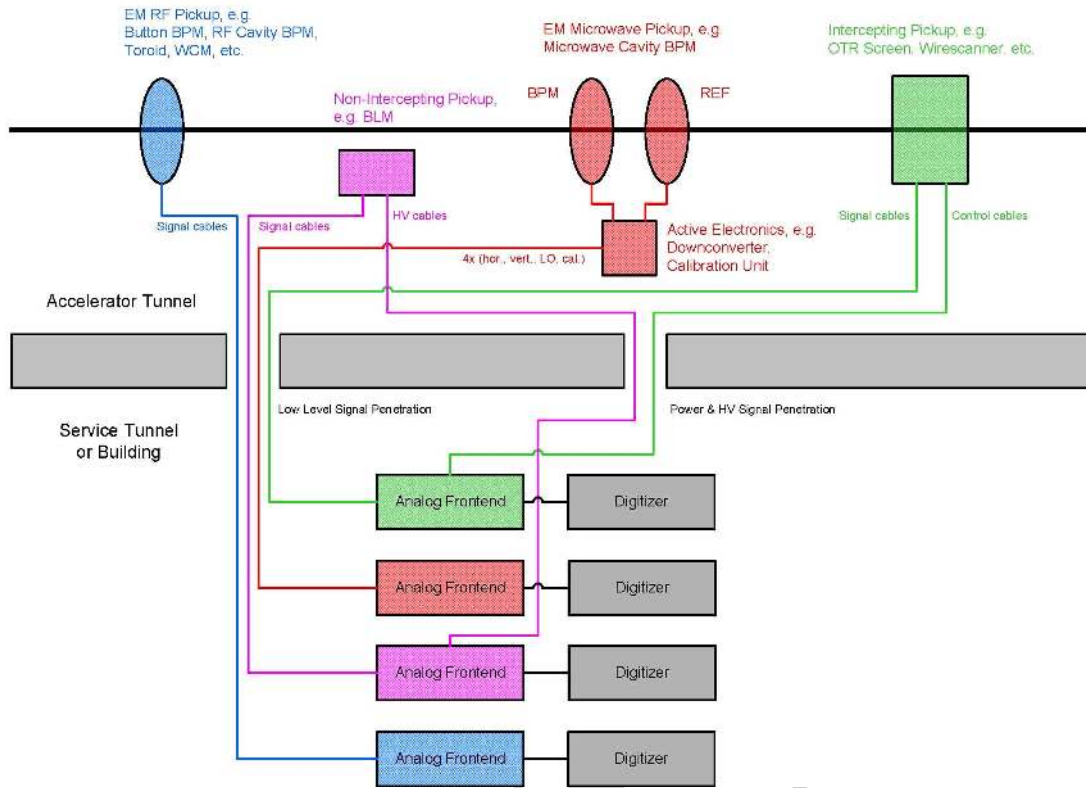 EM RF Pickup, e.g.
Button BPM, RF Cavity BPM,
Toroid, WCM, etc.
EM Microwave Pickup, e.g.
Microwave Cavity BPM
Intercepting Pickup, e.g.
OTR Screen, Wirescanner, etc.
Non-Intercepting Pickup,
e.g. BLM
BPM
REF
Signal cables
Signal cables
HV cables
Signal cables
Control cables
Active Electronics, e.g.
Downconverter,
Calibration Unit
4x (hor., vert., LO, cal.)
Accelerator Tunnel
Low Level Signal Penetration
Power & HV Signal Penetration
Service Tunnel
or Building
Analog Frontend
Digitizer
Analog Frontend
Digitizer
Analog Frontend
Digitizer
Analog Frontend
Digitizer